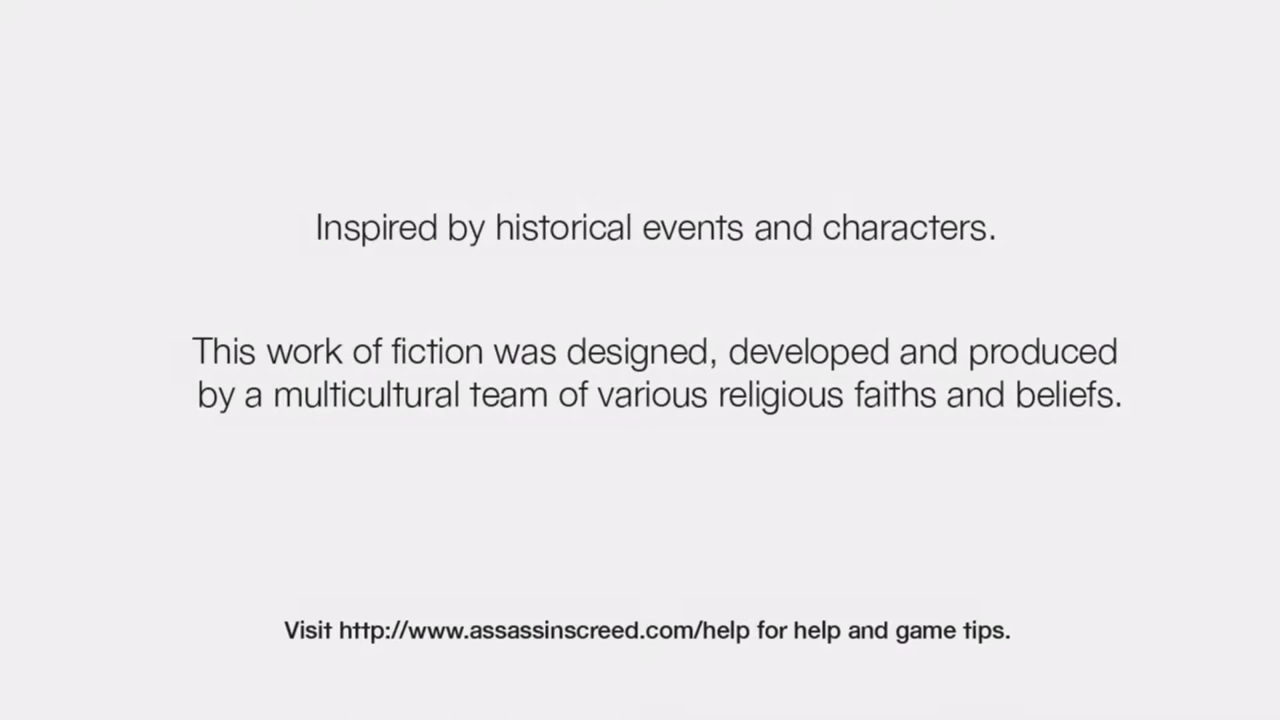 Inspired by historical events and characters.
This work of fiction was designed, developed and produced
by a multicultural team of various religious faiths and beliefs.
Visit http://www.assassinscreed.com/help for help and game tips.